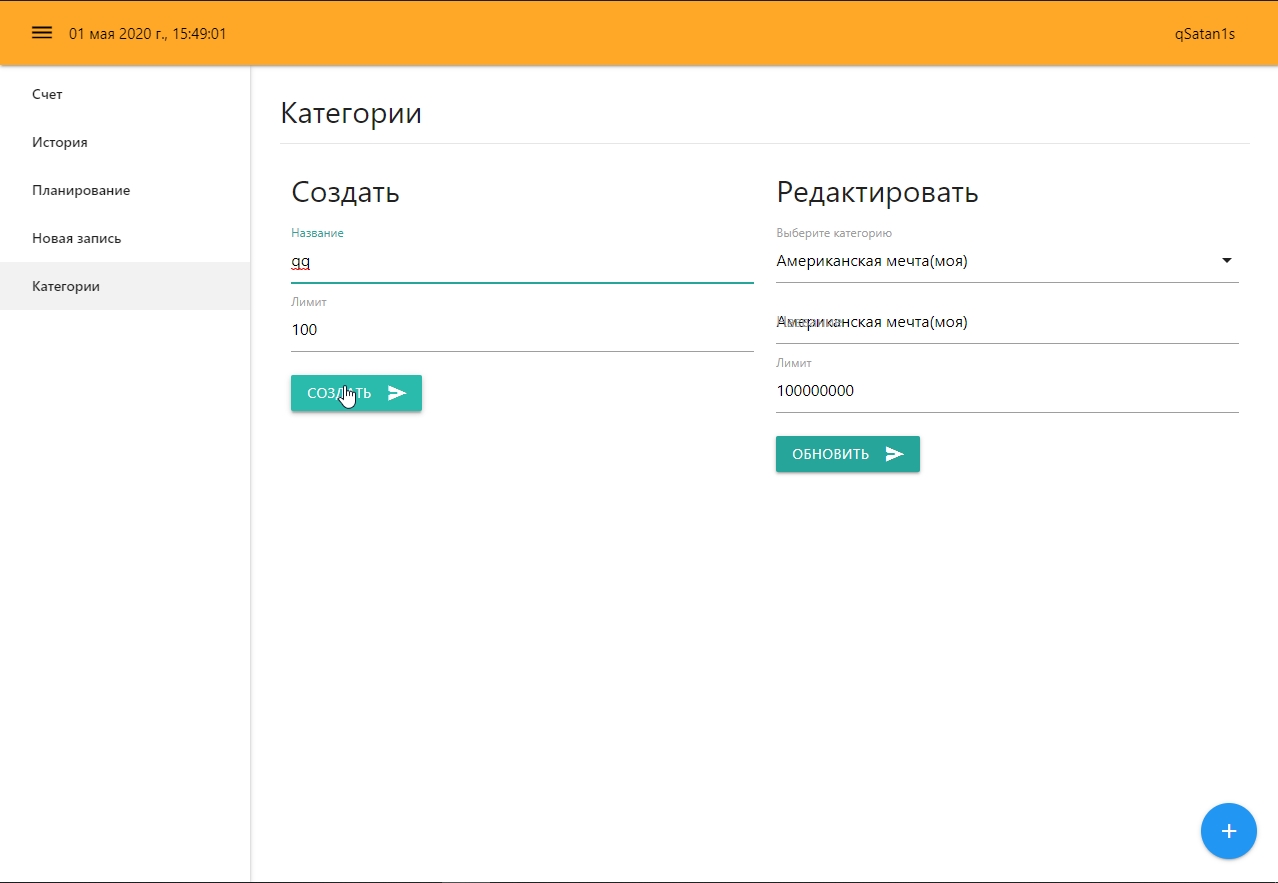 01 мая 2020 г., 15:49:01
qSatan1s
Счет
История
Планирование
Новая запись
Категории
Категории
Создать
Название
qq
Лимит
100
СОЗДАТЬ
Редактировать
Выберите категорию
Американская мечта(моя)
Американская мечта(моя)
Лимит
100000000
ОБНОВИТЬ